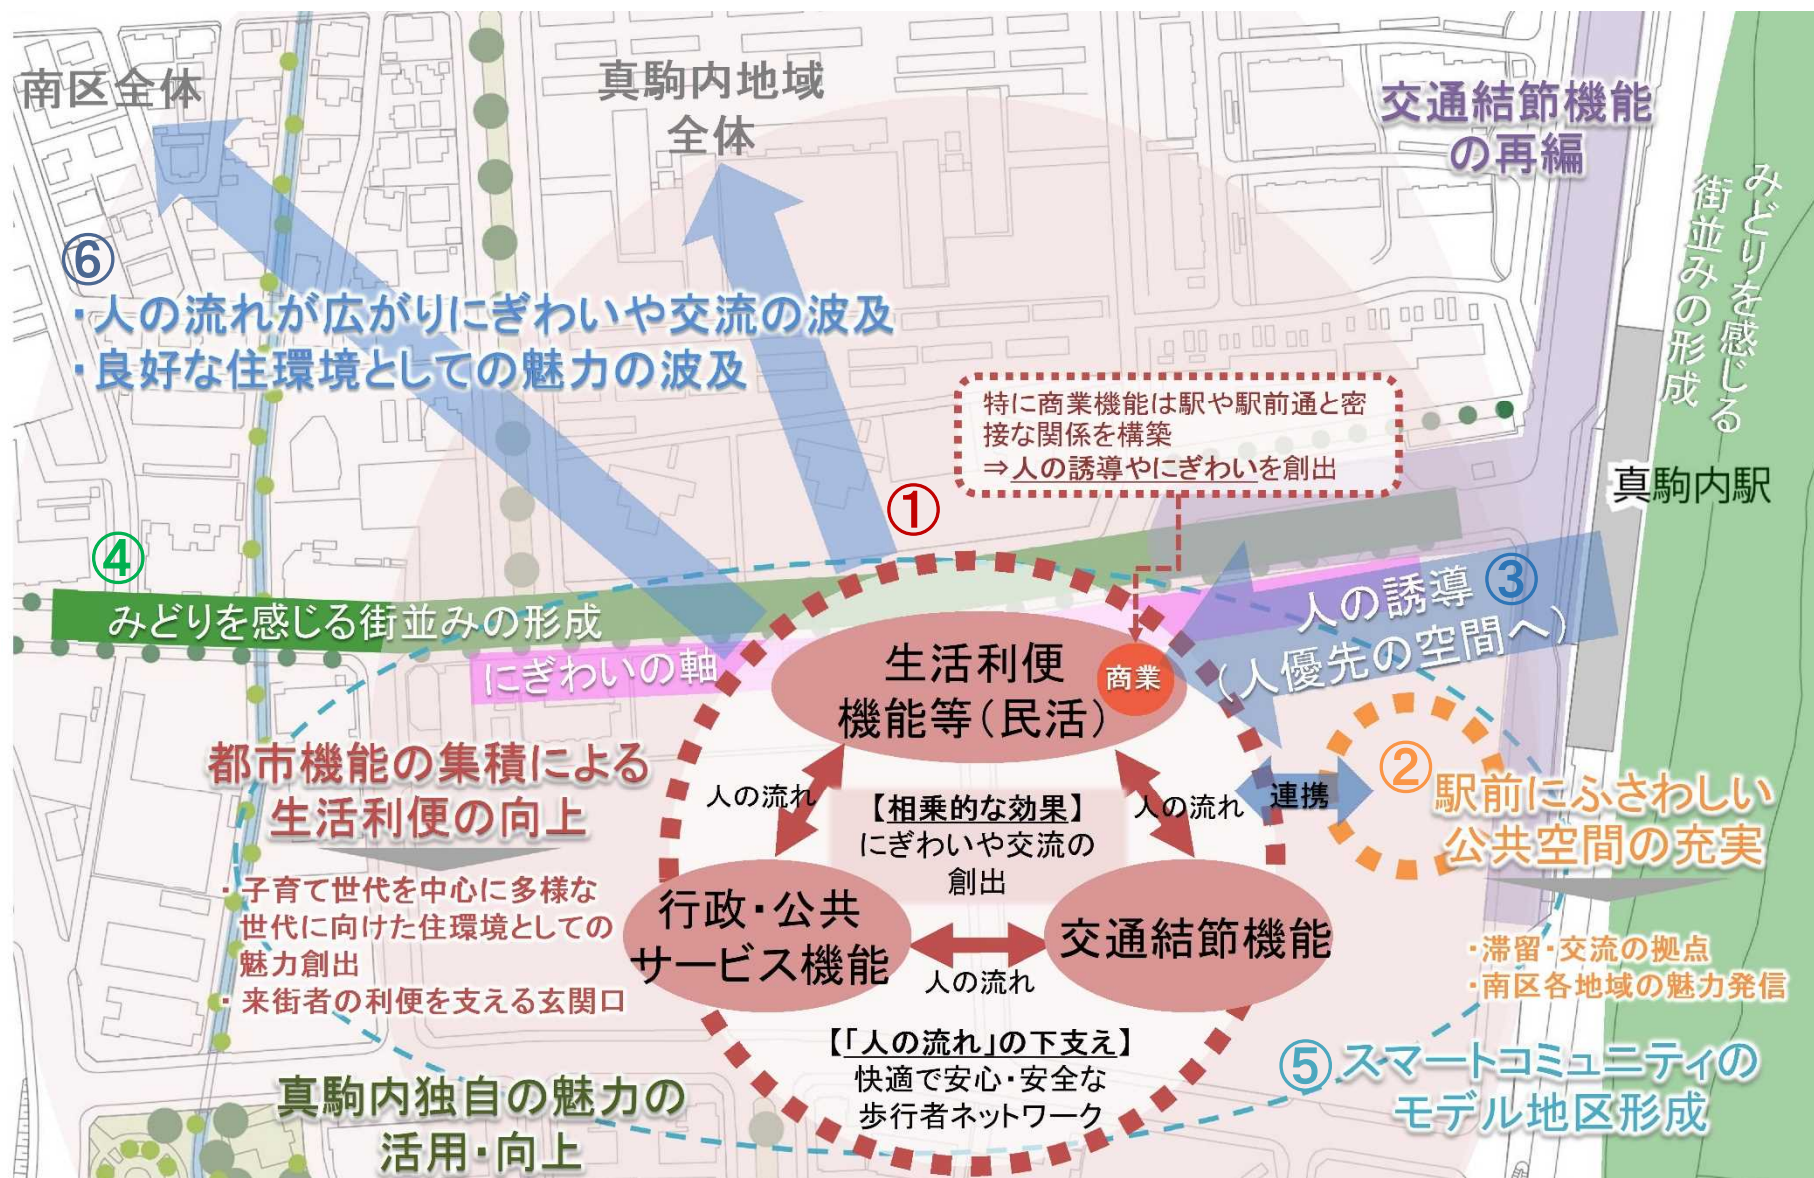 南区全体
真駒内地域
全体
交通結節機能
の再編
みどりを感じる
街並みの形成
⑥
・人の流れが広がりにぎわいや交流の波及
・良好な住環境としての魅力の波及
特に商業機能は駅や駅前通と密
接な関係を構築
⇒人の誘導やにぎわいを創出
真駒内駅
①
④
みどりを感じる街並みの形成
にぎわいの軸
人の誘導
③
(人優先の空間へ)
生活利便
機能等(民活)
商業
都市機能の集積による
生活利便の向上
・子育て世代を中心に多様な
世代に向けた住環境としての
魅力創出
・来街者の利便を支える玄関口
人の流れ
【相乗的な効果】
にぎわいや交流の
創出
人の流れ
連携
②
駅前にふさわしい
公共空間の充実
・滞留・交流の拠点
・南区各地域の魅力発信
行政・公共
サービス機能
人の流れ
交通結節機能
【「人の流れ」の下支え】
快適で安心・安全な
歩行者ネットワーク
⑤
スマートコミュニティの
モデル地区形成
真駒内独自の魅力の
活用・向上